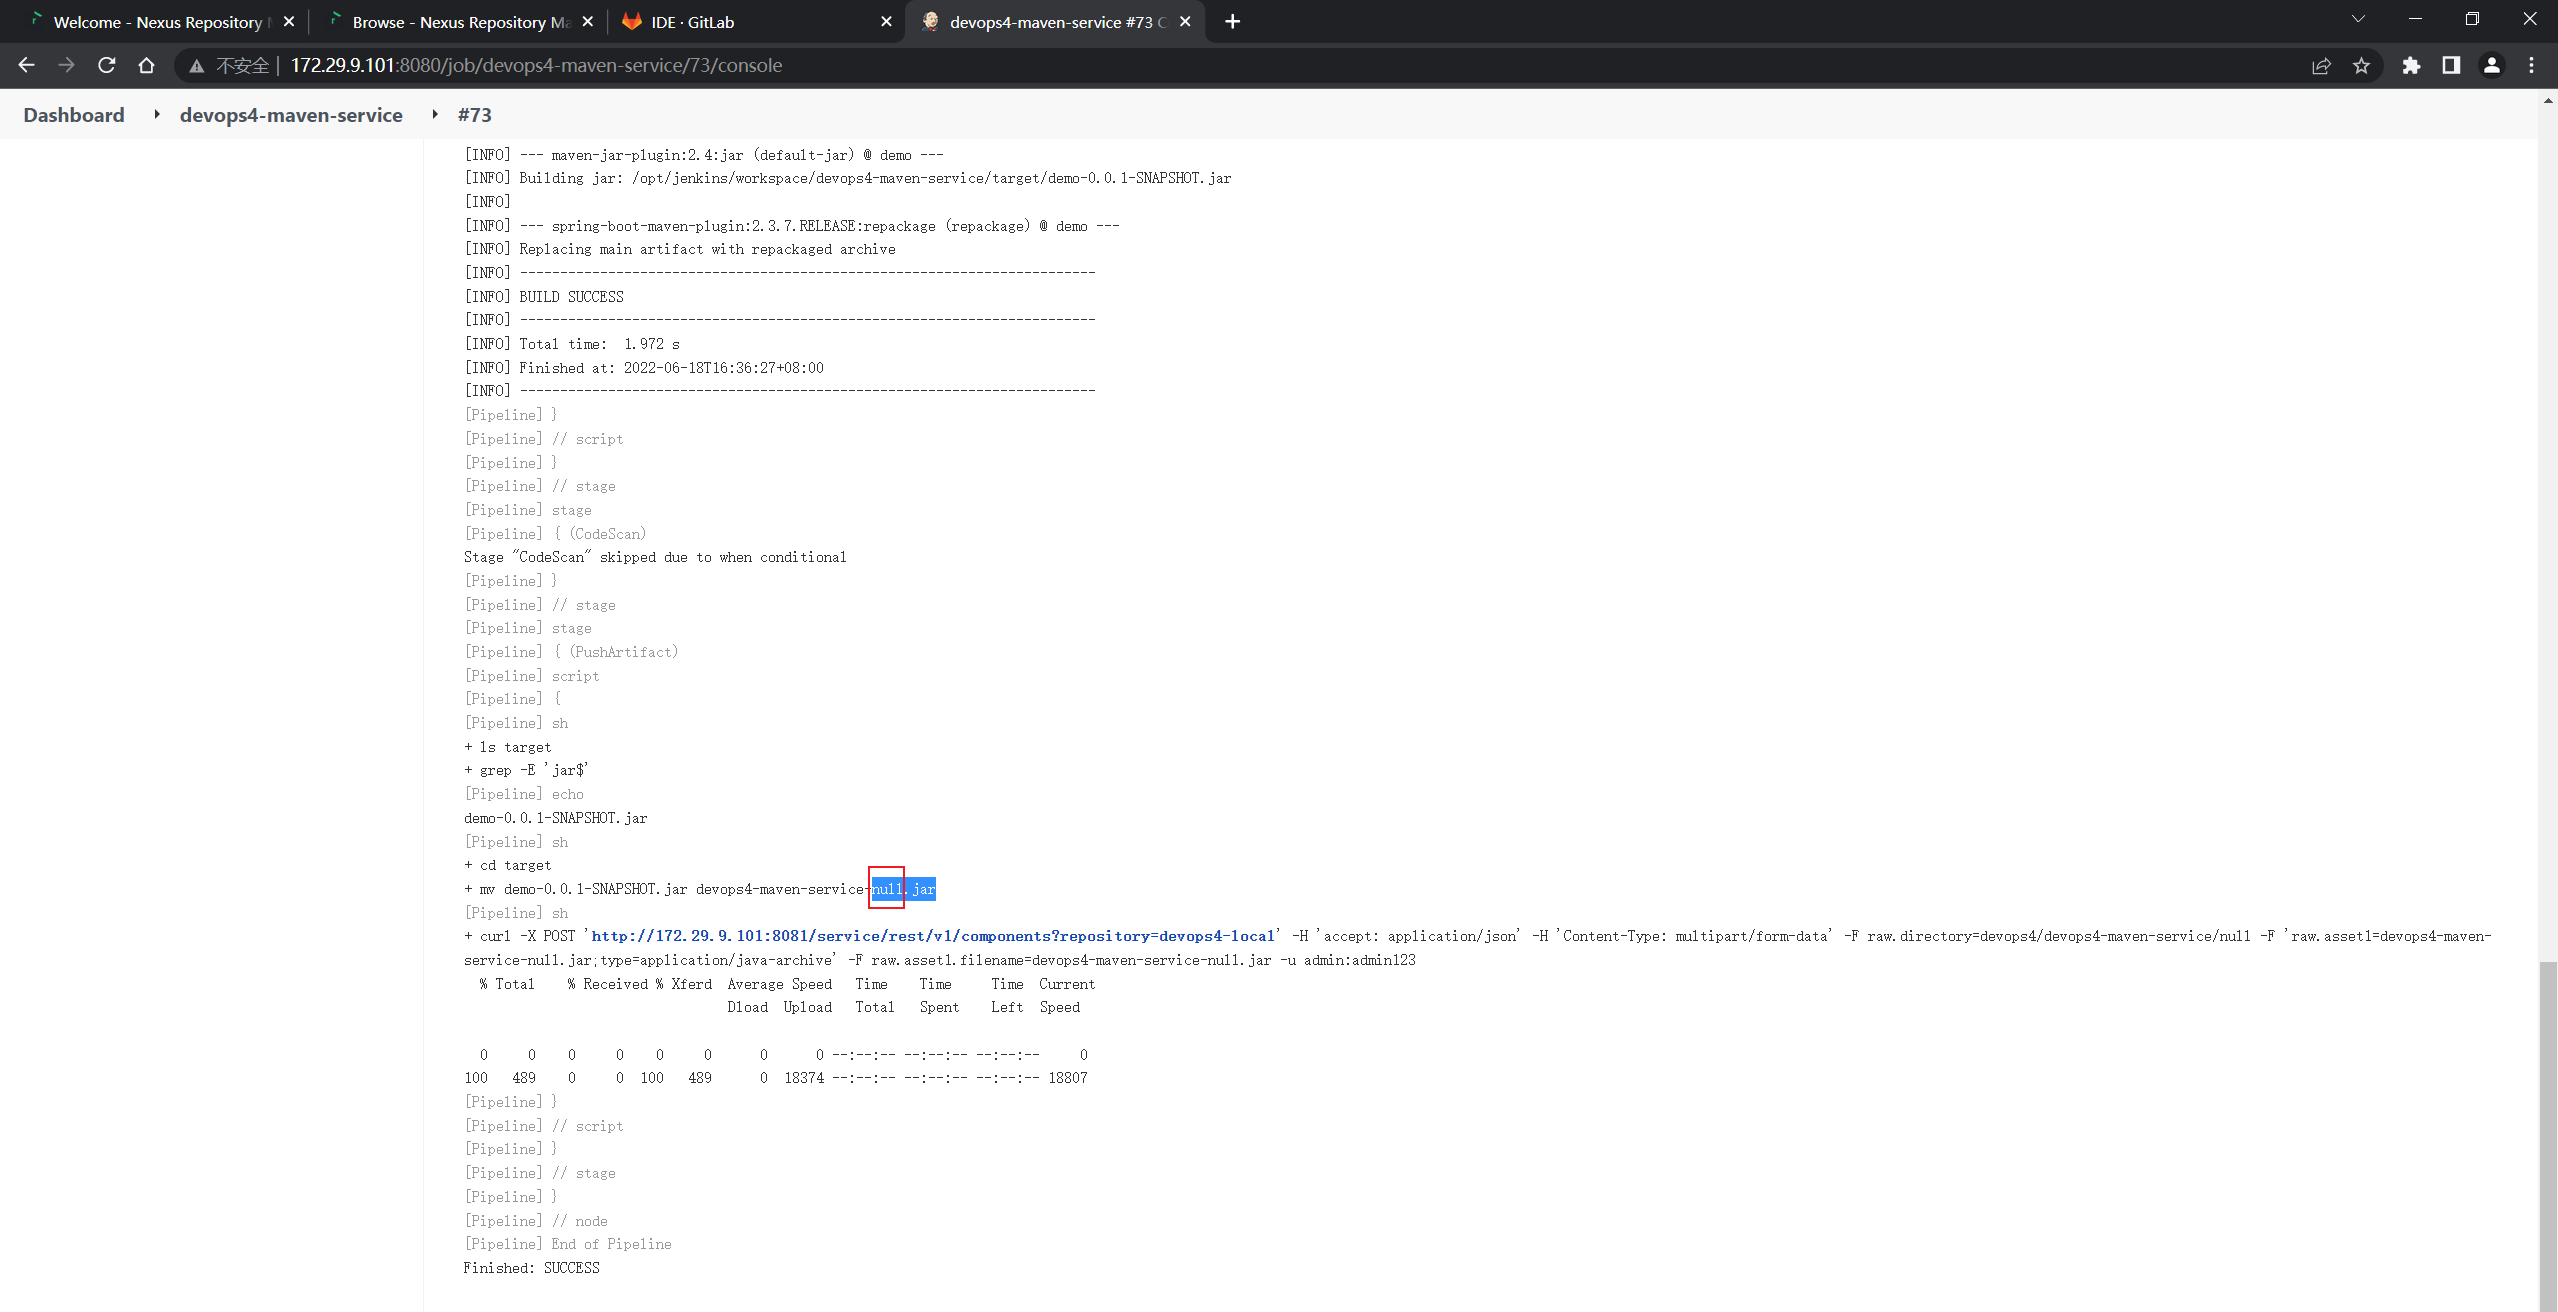 Welcome - Nexus Repository M
Browse - Nexus Repository Ma
IDE · GitLab
devops4-maven-service #73 C
不安全 | 172.29.9.101:8080/job/devops4-maven-service/73/console
Dashboard devops4-maven-service #73
[INFO] --- maven-jar-plugin:2.4:jar (default-jar) @ demo ---
[INFO] Building jar: /opt/jenkins/workspace/devops4-maven-service/target/demo-0.0.1-SNAPSHOT.jar
[INFO]
[INFO] --- spring-boot-maven-plugin:2.3.7.RELEASE:repackage (repackage) @ demo ---
[INFO] Replacing main artifact with repackaged archive
[INFO] ------------------------------------------------------------------------
[INFO] BUILD SUCCESS
[INFO] ------------------------------------------------------------------------
[INFO] Total time:  1.972 s
[INFO] Finished at: 2022-06-18T16:36:27+08:00
[INFO] ------------------------------------------------------------------------
[Pipeline] }
[Pipeline] // script
[Pipeline] }
[Pipeline] // stage
[Pipeline] stage
[Pipeline] { (CodeScan)
Stage "CodeScan" skipped due to when conditional
[Pipeline] }
[Pipeline] // stage
[Pipeline] stage
[Pipeline] { (PushArtifact)
[Pipeline] script
[Pipeline] {
[Pipeline] sh
+ ls target
+ grep -E 'jar$'
[Pipeline] echo
demo-0.0.1-SNAPSHOT.jar
[Pipeline] sh
+ cd target
+ mv demo-0.0.1-SNAPSHOT.jar devops4-maven-service-null.jar
[Pipeline] sh
+ curl -X POST 'http://172.29.9.101:8081/service/rest/v1/components?repository=devops4-local' -H 'accept: application/json' -H 'Content-Type: multipart/form-data' -F raw.directory=devops4/devops4-maven-service/null -F 'raw.asset1=devops4-maven-
service-null.jar;type=application/java-archive' -F raw.asset1.filename=devops4-maven-service-null.jar -u admin:admin123
  % Total    % Received % Xferd  Average Speed   Time    Time     Time  Current
                                 Dload  Upload   Total   Spent    Left  Speed
  0     0    0     0    0     0      0      0 --:--:-- --:--:-- --:--:--     0
100   489    0     0  100   489      0  18374 --:--:-- --:--:-- --:--:-- 18807
[Pipeline] }
[Pipeline] // script
[Pipeline] }
[Pipeline] // stage
[Pipeline] }
[Pipeline] // node
[Pipeline] End of Pipeline
Finished: SUCCESS